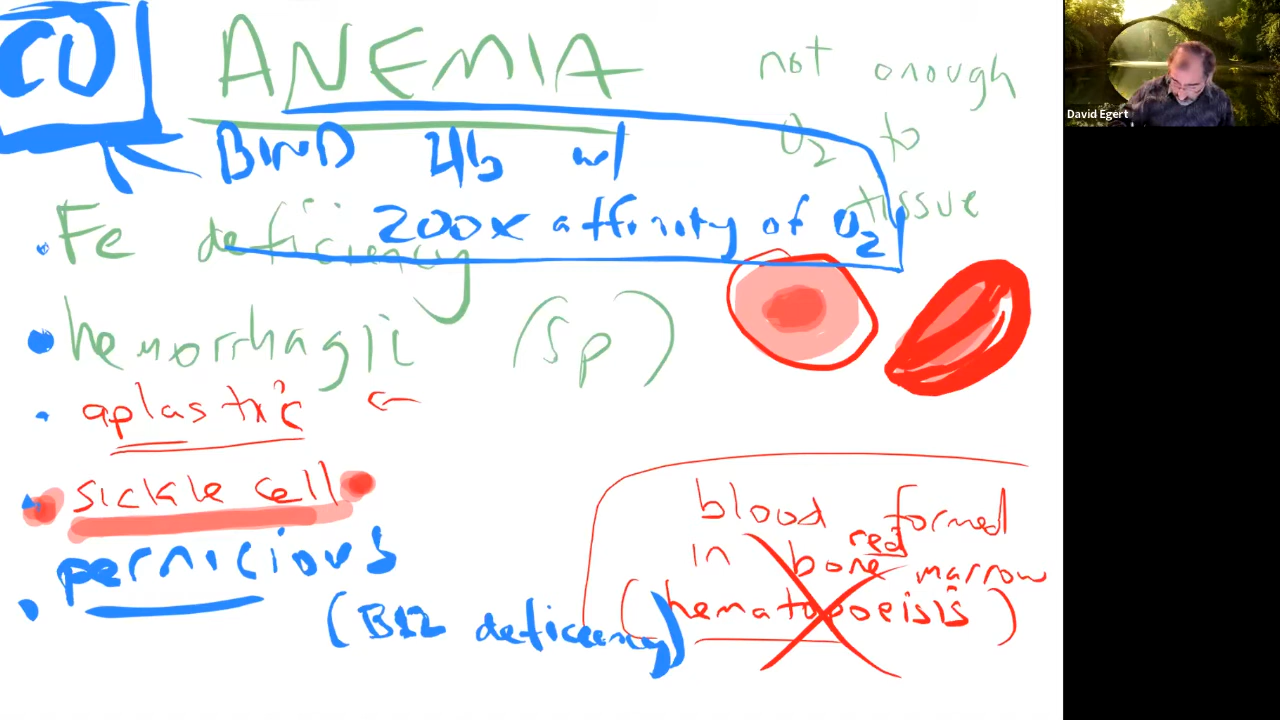 CO
ANEMIA
not enough
O2 to
tissue
BIND Hb w/
200x affinity of O2
Fe deficiency
hemorrhagic (sp)
aplastic ←
sickle cell
pernicious
(B12 deficeency)
blood formed
in red bone marrow
(hematopoeisis)
David Egert